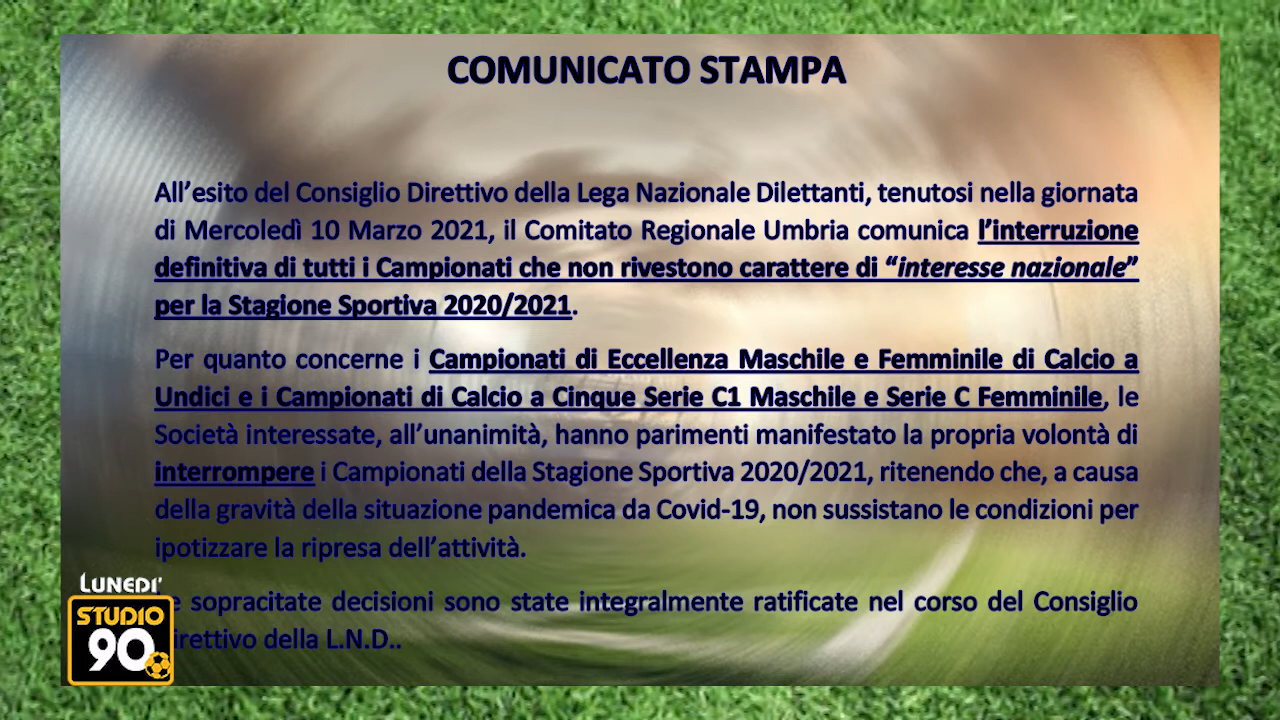 COMUNICATO STAMPA
All’esito del Consiglio Direttivo della Lega Nazionale Dilettanti, tenutosi nella giornata
di Mercoledì 10 Marzo 2021, il Comitato Regionale Umbria comunica l’interruzione
definitiva di tutti i Campionati che non rivestono carattere di “interesse nazionale”
per la Stagione Sportiva 2020/2021.
Per quanto concerne i Campionati di Eccellenza Maschile e Femminile di Calcio a
Undici e i Campionati di Calcio a Cinque Serie C1 Maschile e Serie C Femminile, le
Società interessate, all’unanimità, hanno parimenti manifestato la propria volontà di
interrompere i Campionati della Stagione Sportiva 2020/2021, ritenendo che, a causa
della gravità della situazione pandemica da Covid-19, non sussistano le condizioni per
ipotizzare la ripresa dell’attività.
e sopracitate decisioni sono state integralmente ratificate nel corso del Consiglio
irettivo della L.N.D..
LUNEDI’
STUDIO
90